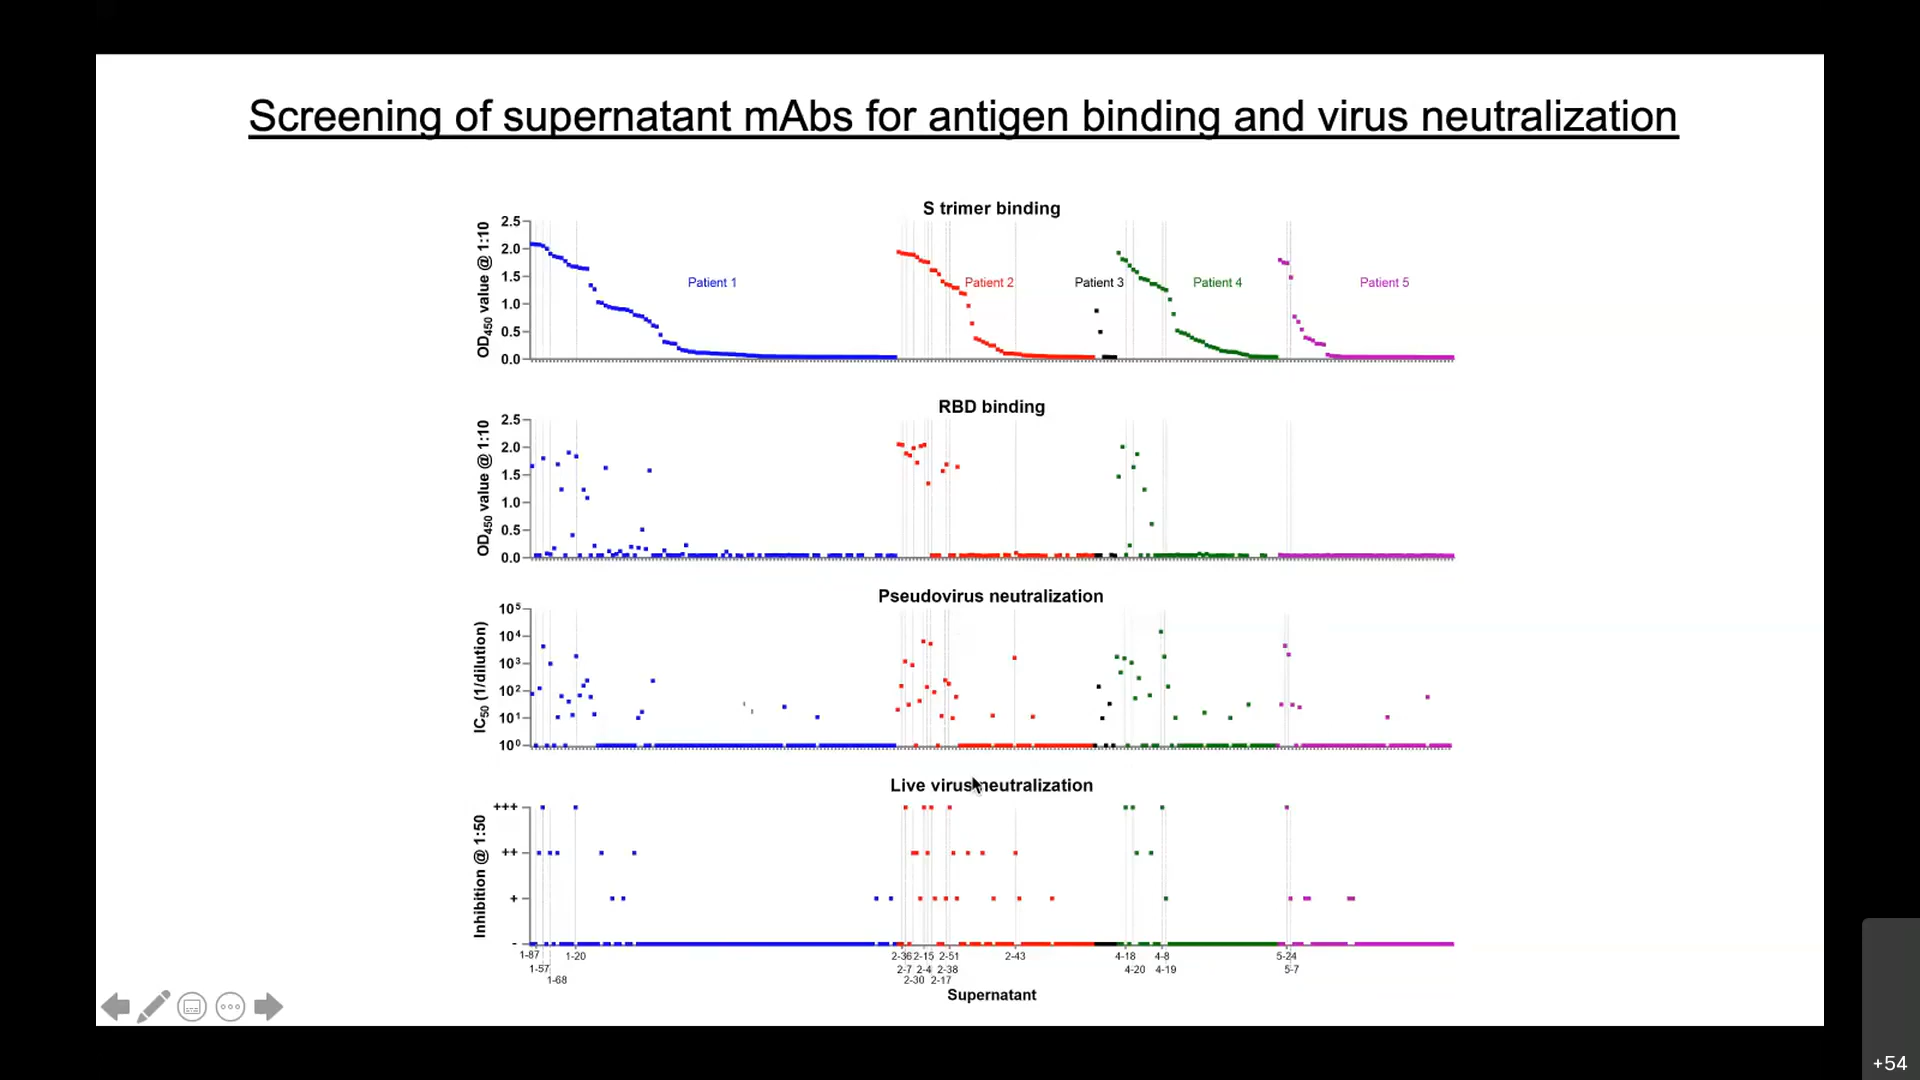 Screening of supernatant mAbs for antigen binding and virus neutralization
S trimer binding
OD450 value @ 1:10
2.5
2.0
1.5
1.0
0.5
0.0
Patient 1
Patient 2
Patient 3
Patient 4
Patient 5
RBD binding
OD450 value @ 1:10
2.5
2.0
1.5
1.0
0.5
0.0
Pseudovirus neutralization
IC50 (1/dilution)
10⁵
10⁴
10³
10²
10¹
10⁰
Live virus neutralization
Inhibition @ 1:50
+++
++
+
-
1-87 1-20 2-36 2-15 2-51 2-43 4-18 4-8 5-24
1-57 2-7 2-4 2-38 4-20 4-19 5-7
1-68 2-30 2-17
Supernatant
+54